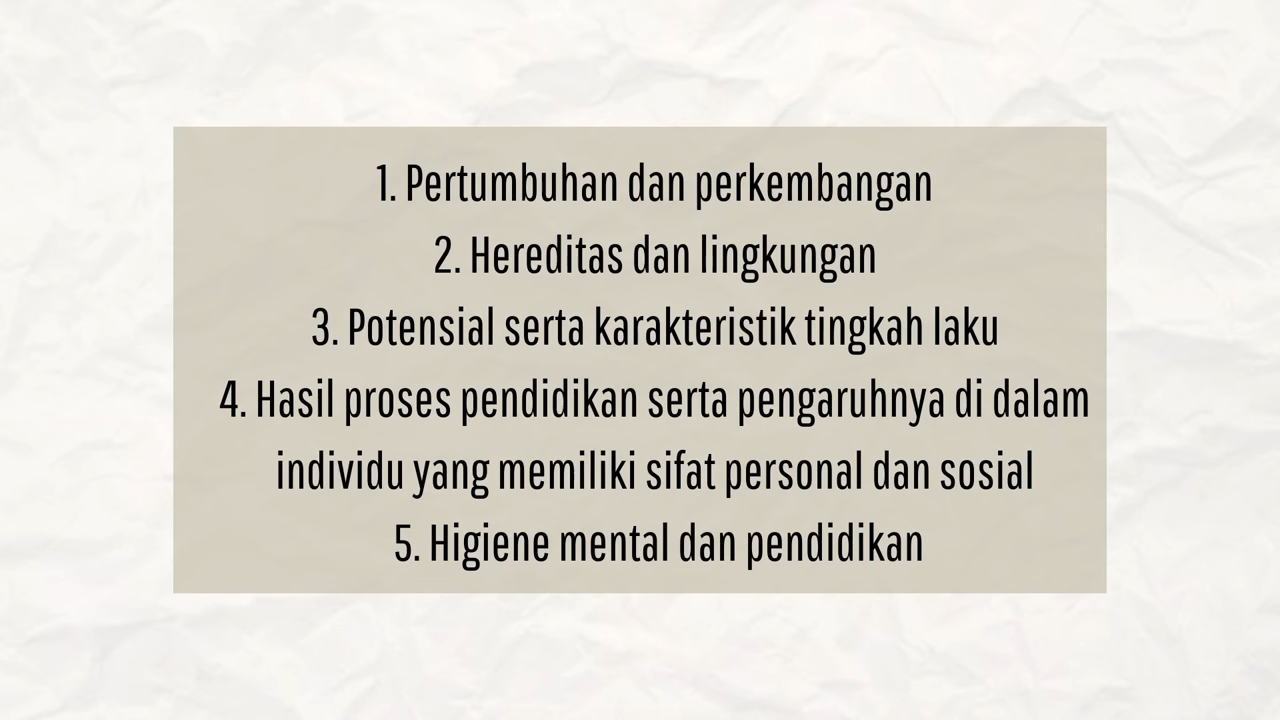 1. Pertumbuhan dan perkembangan
2. Hereditas dan lingkungan
3. Potensial serta karakteristik tingkah laku
4. Hasil proses pendidikan serta pengaruhnya di dalam
individu yang memiliki sifat personal dan sosial
5. Higiene mental dan pendidikan